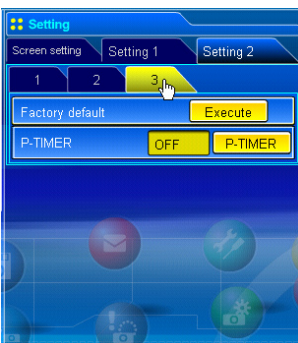 Setting
Screen setting Setting 1 Setting 2
1 2 3
Factory default Execute
P-TIMER OFF P-TIMER